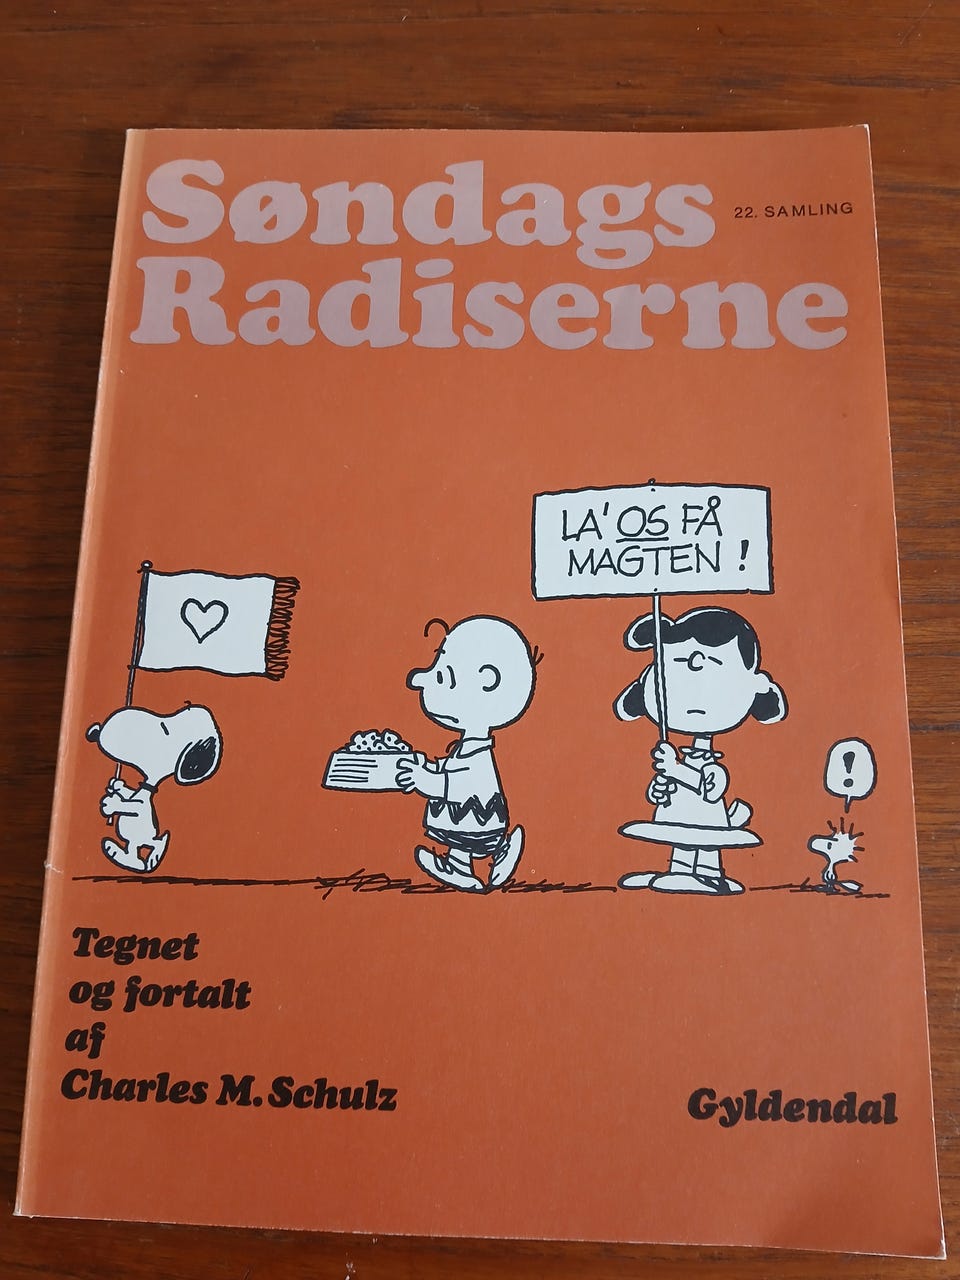 Søndags
22. SAMLING
Radiserne
LA' OS FÅ
MAGTEN !
!
Tegnet
og fortalt
af
Charles M. Schulz
Gyldendal